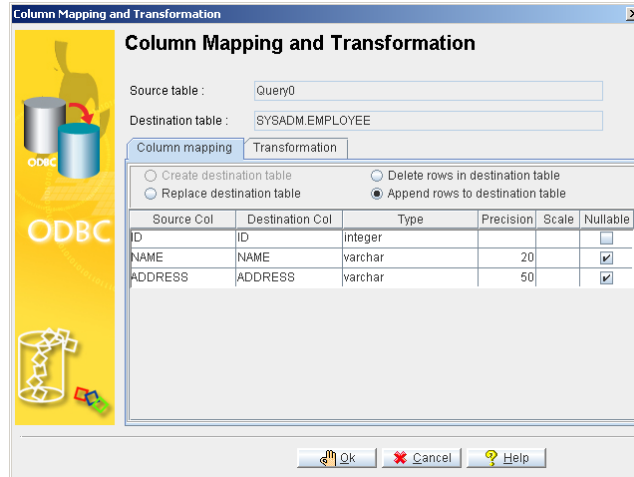 Column Mapping and Transformation
Column Mapping and Transformation
Source table : Query0
Destination table : SYSADM.EMPLOYEE
Column mapping Transformation
Create destination table Delete rows in destination table
Replace destination table Append rows to destination table
Source Col Destination Col Type Precision Scale Nullable
ID ID integer
NAME NAME varchar 20
ADDRESS ADDRESS varchar 50
ODBC
ODBC
Ok Cancel Help